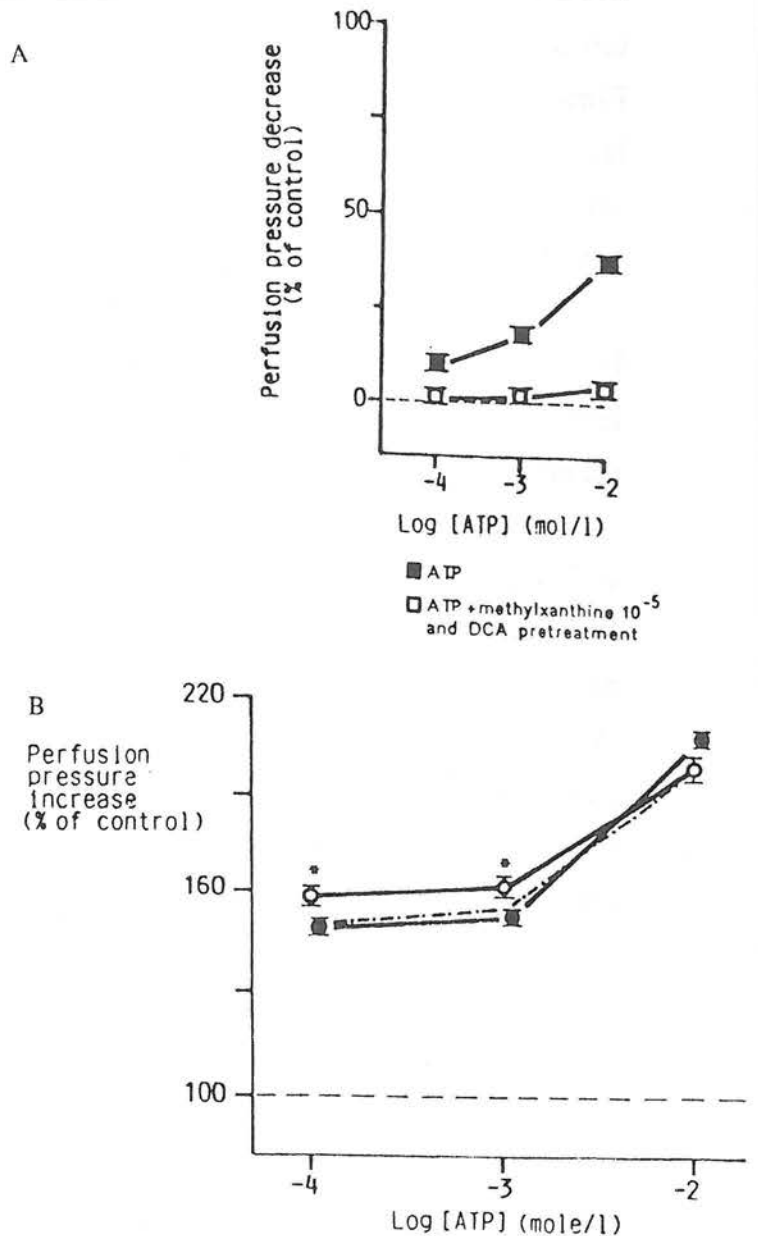 A
Perfusion pressure decrease
(% of control)
100
50
0
-4
-3
-2
Log [ATP] (mol/l)
ATP
ATP + methylxanthine 10⁻⁵
and DCA pretreatment
B
Perfusion
pressure
increase
(% of control)
220
160
100
*
*
-4
-3
-2
Log [ATP] (mole/l)